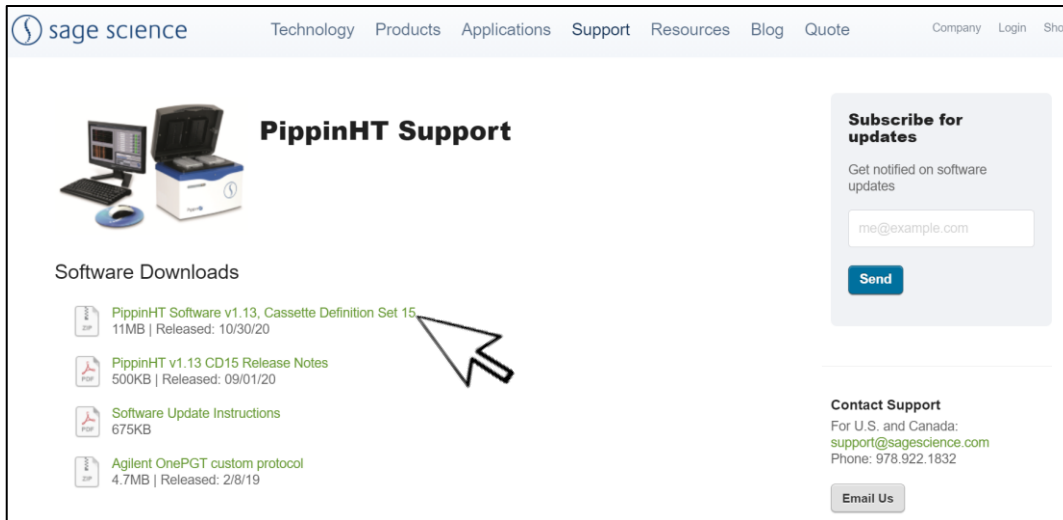 sage science
Technology Products Applications Support Resources Blog Quote Company Login
PippinHT Support
Software Downloads
ZIP
PippinHT Software v1.13, Cassette Definition Set 15
11MB | Released: 10/30/20
PDF
PippinHT v1.13 CD15 Release Notes
500KB | Released: 09/01/20
PDF
Software Update Instructions
675KB
ZIP
Agilent OnePGT custom protocol
4.7MB | Released: 2/8/19
Subscribe for
updates
Get notified on software
updates
me@example.com
Send
Contact Support
For U.S. and Canada:
support@sagescience.com
Phone: 978.922.1832
Email Us